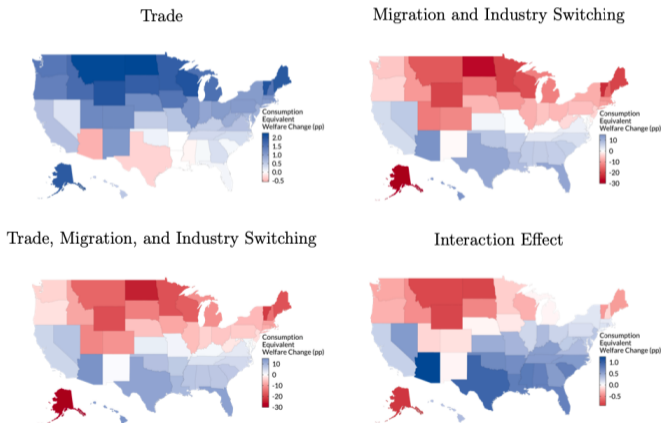 Trade
Migration and Industry Switching
Consumption
Equivalent
Welfare Change (pp)
2.0
1.5
1.0
0.5
0.0
-0.5
Consumption
Equivalent
Welfare Change (pp)
10
0
-10
-20
-30
Trade, Migration, and Industry Switching
Interaction Effect
Consumption
Equivalent
Welfare Change (pp)
10
0
-10
-20
-30
Consumption
Equivalent
Welfare Change (pp)
1.0
0.5
0.0
-0.5